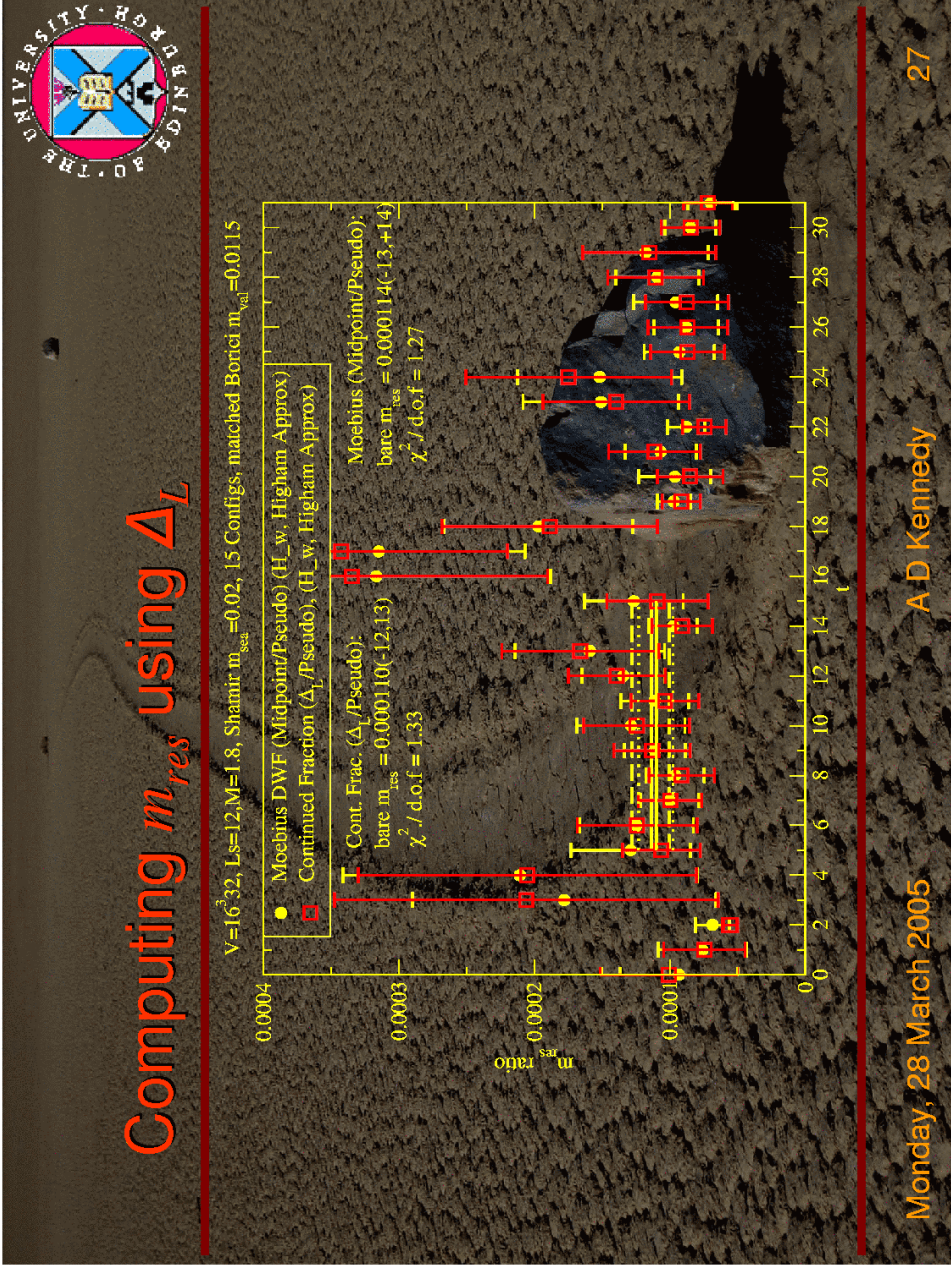 THE UNIVERSITY OF EDINBURGH
Computing m_res using Δ_L
V=16^3 32, Ls=12,M=1.8, Shamir m_sea=0.02, 15 Configs, matched Borici m_val=0.0115
Moebius DWF (Midpoint/Pseudo) (H_w, Higham Approx)
Continued Fraction (Δ_L/Pseudo), (H_w, Higham Approx)
Cont. Frac. (Δ_L/Pseudo):
bare m_res = 0.000110(-12,13)
χ^2 / d.o.f = 1.33
Moebius (Midpoint/Pseudo):
bare m_res = 0.000114(-13,+14)
χ^2 / d.o.f = 1.27
m_res ratio
0.0004
0.0003
0.0002
0.0001
0
0 2 4 6 8 10 12 14 16 18 20 22 24 26 28 30
t
Monday, 28 March 2005 A D Kennedy 27